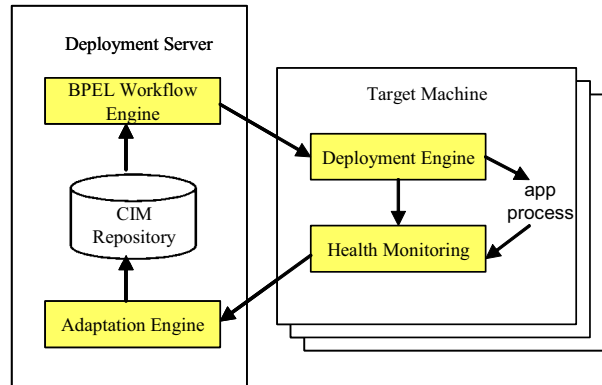 Deployment Server
BPEL Workflow
Engine
CIM
Repository
Adaptation Engine
Target Machine
Deployment Engine
app
process
Health Monitoring